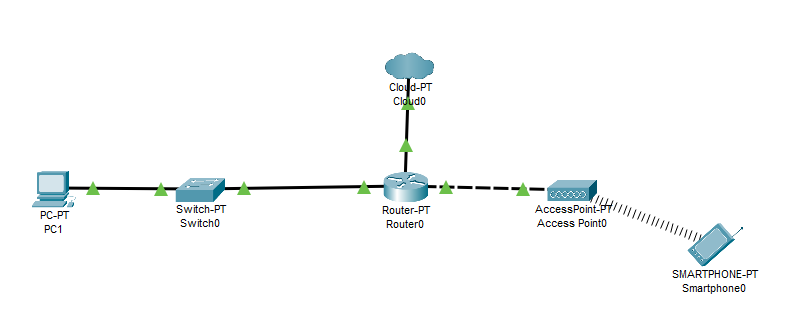 Cloud-PT
Cloud0
PC-PT
PC1
Switch-PT
Switch0
Router-PT
Router0
AccessPoint-PT
Access Point0
SMARTPHONE-PT
Smartphone0